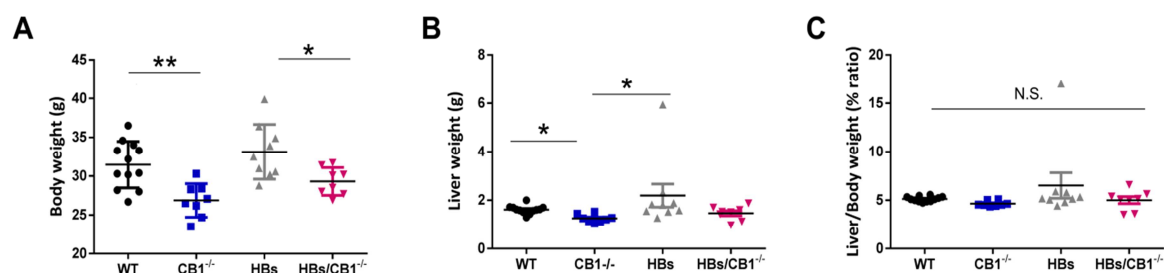 A
Body weight (g)
45
40
35
30
25
20
**
*
WT
CB1-/-
HBs
HBs/CB1-/-
B
Liver weight (g)
8
6
4
2
0
*
*
WT
CB1-/-
HBs
HBs/CB1-/-
C
Liver/Body weight (% ratio)
20
15
10
5
0
N.S.
WT
CB1-/-
HBs
HBs/CB1-/-